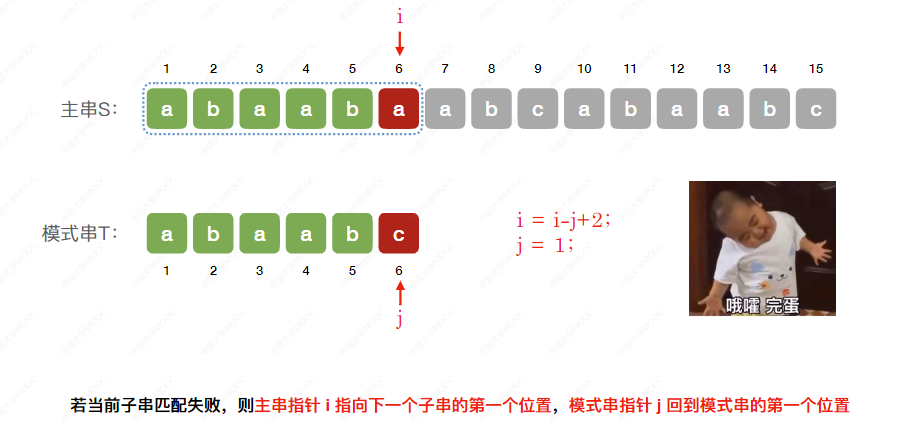 i
1 2 3 4 5 6 7 8 9 10 11 12 13 14 15
主串S： a b a a b a a b c a b a a b c
模式串T： a b a a b c
1 2 3 4 5 6
j
i = i-j+2;
j = 1;
哦嚯 完蛋
若当前子串匹配失败，则主串指针 i 指向下一个子串的第一个位置，模式串指针 j 回到模式串的第一个位置